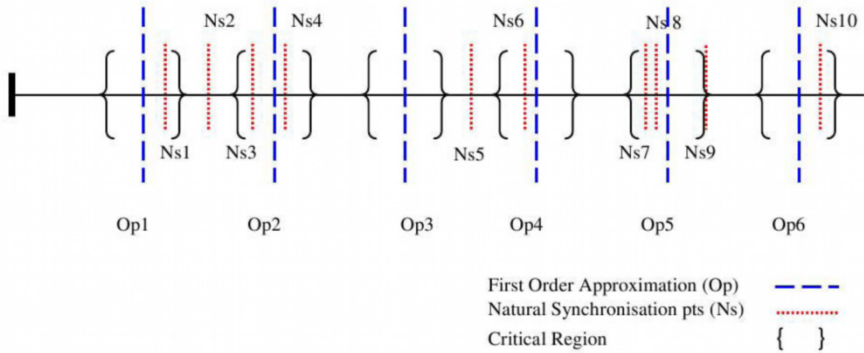 Ns2 Ns4 Ns6 Ns 8 Ns10
Ns1 Ns3 Ns5 Ns7 Ns9
Op1 Op2 Op3 Op4 Op5 Op6
First Order Approximation (Op)
Natural Synchronisation pts (Ns)
Critical Region { }